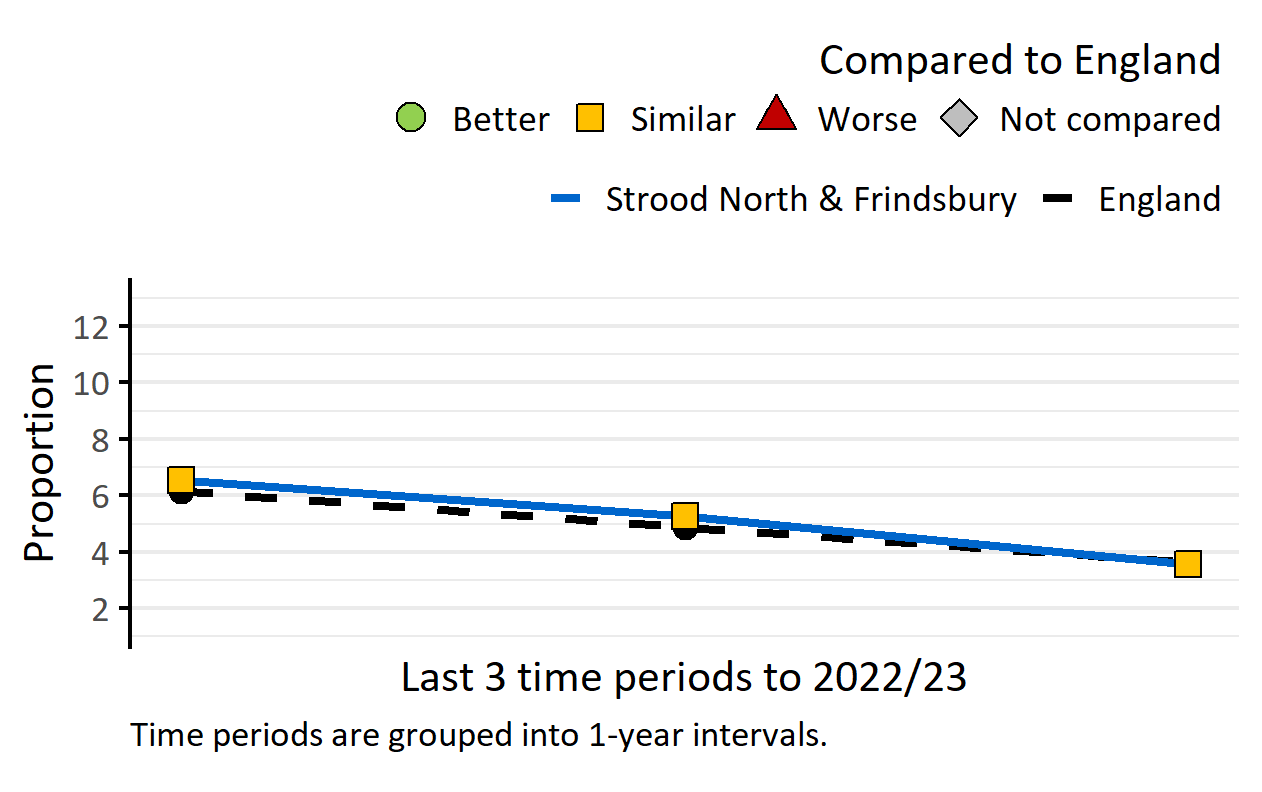 Compared to England
Better Similar Worse Not compared
Strood North & Frindsbury England
Proportion
12
10
8
6
4
2
Last 3 time periods to 2022/23
Time periods are grouped into 1-year intervals.